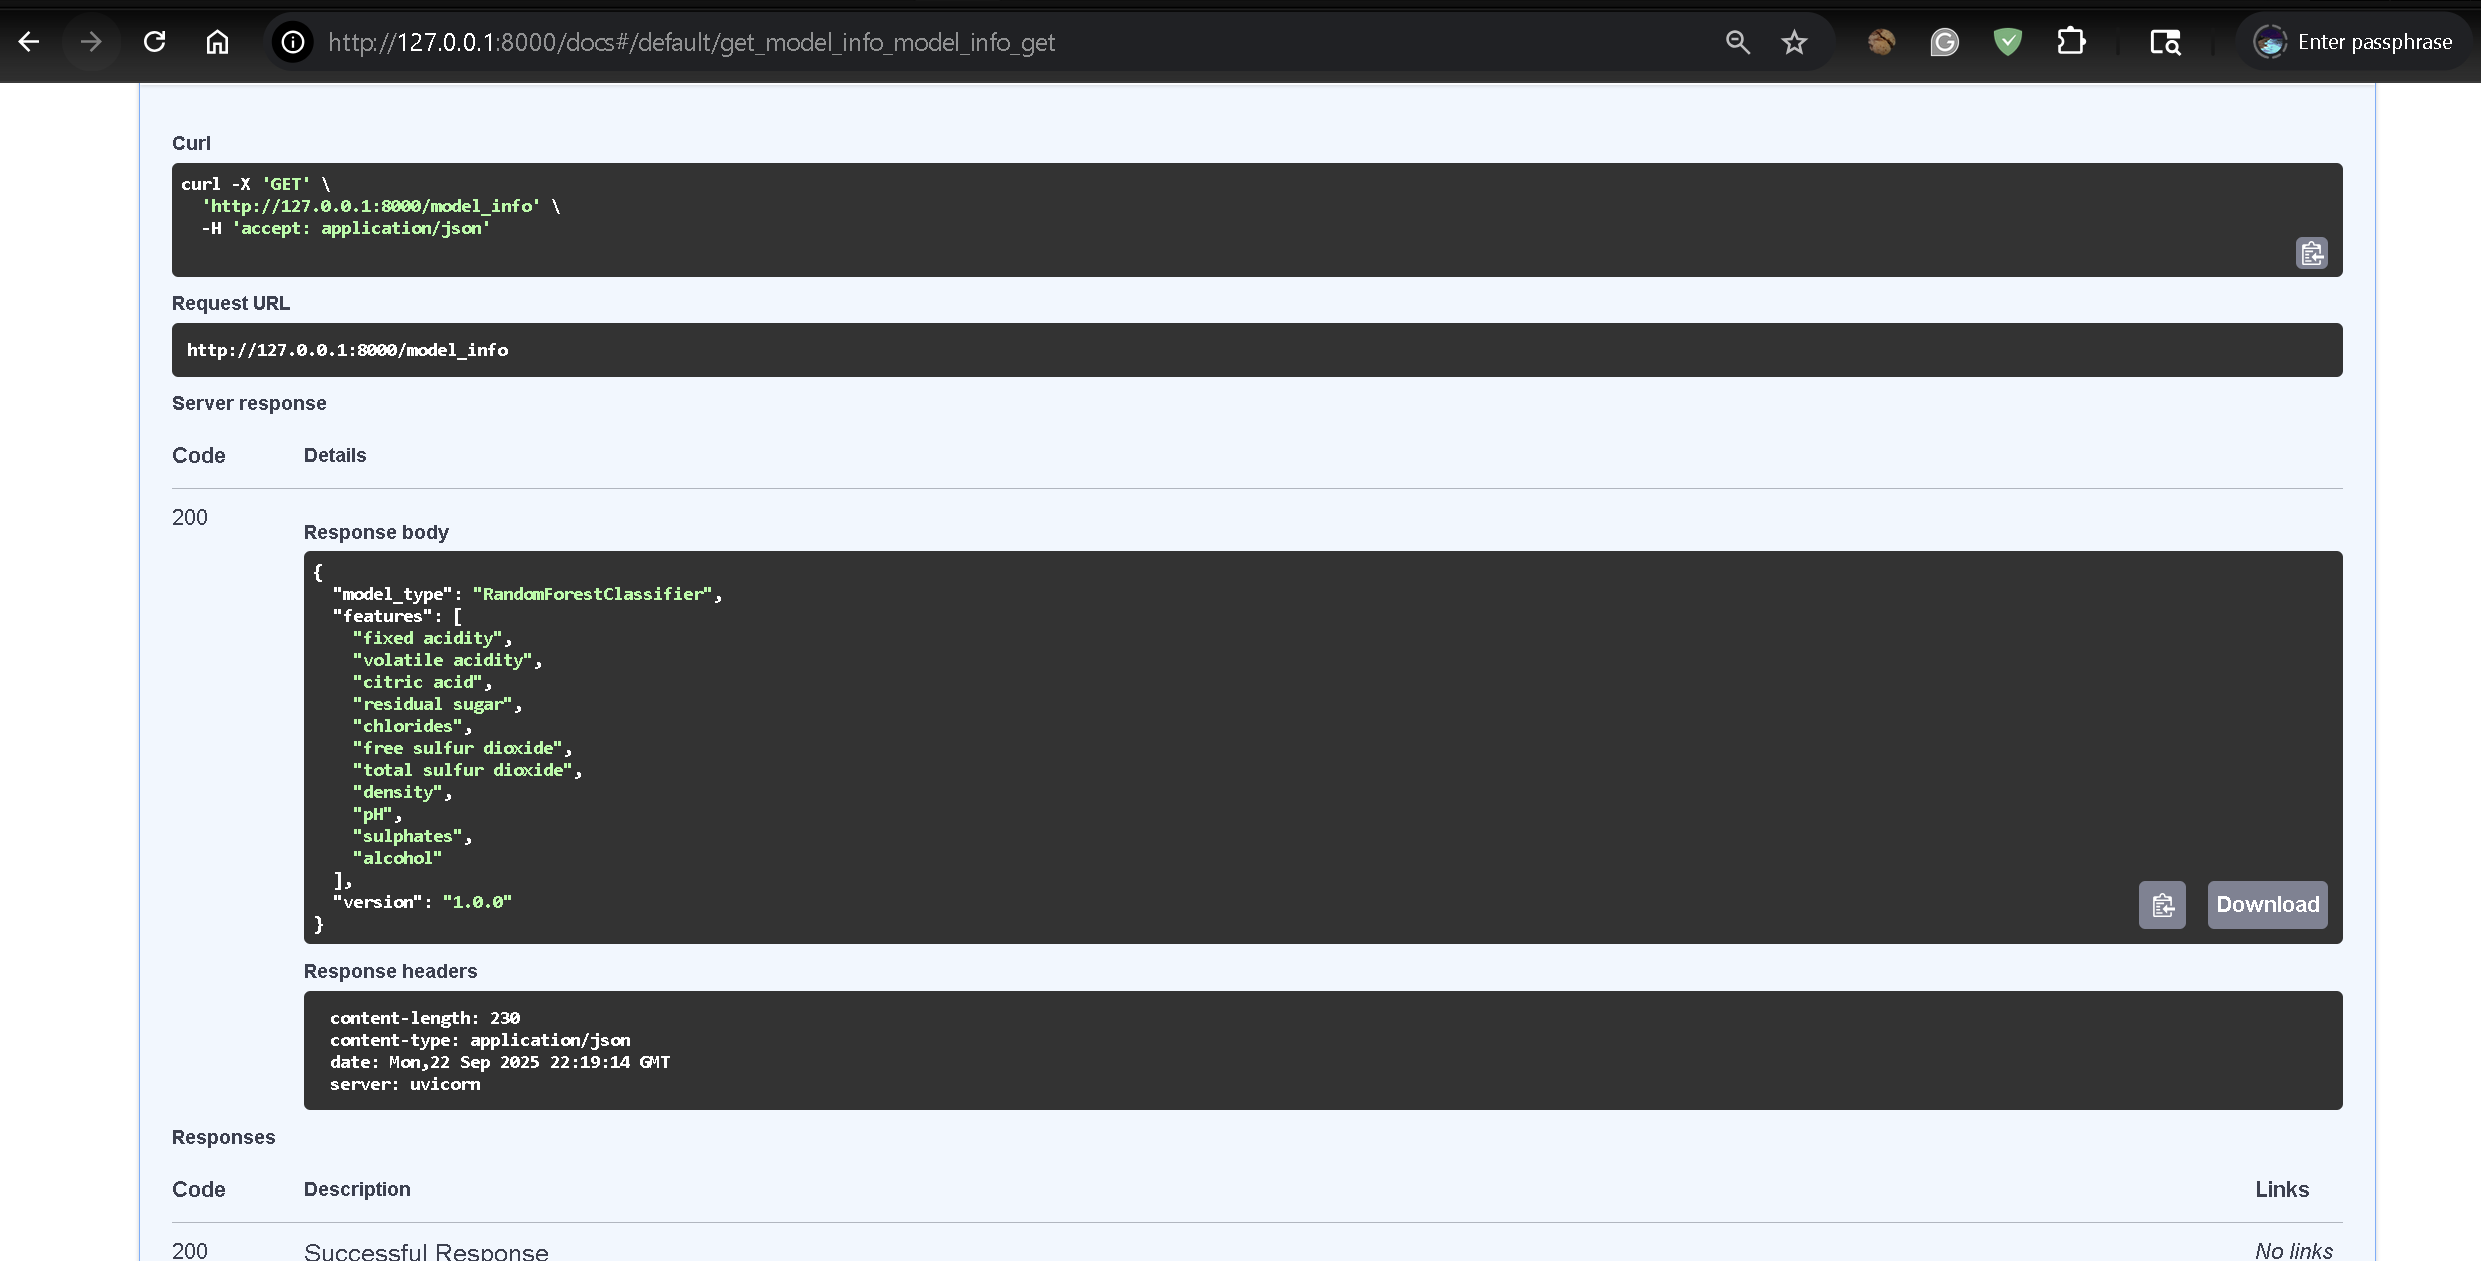 http://127.0.0.1:8000/docs#/default/get_model_info_model_info_get
Enter passphrase
Curl
curl -X 'GET' \
  'http://127.0.0.1:8000/model_info' \
  -H 'accept: application/json'
Request URL
http://127.0.0.1:8000/model_info
Server response
Code Details
200
Response body
{
  "model_type": "RandomForestClassifier",
  "features": [
    "fixed acidity",
    "volatile acidity",
    "citric acid",
    "residual sugar",
    "chlorides",
    "free sulfur dioxide",
    "total sulfur dioxide",
    "density",
    "pH",
    "sulphates",
    "alcohol"
  ],
  "version": "1.0.0"
}
Download
Response headers
content-length: 230
content-type: application/json
date: Mon,22 Sep 2025 22:19:14 GMT
server: uvicorn
Responses
Code Description Links
200 Successful Response No links